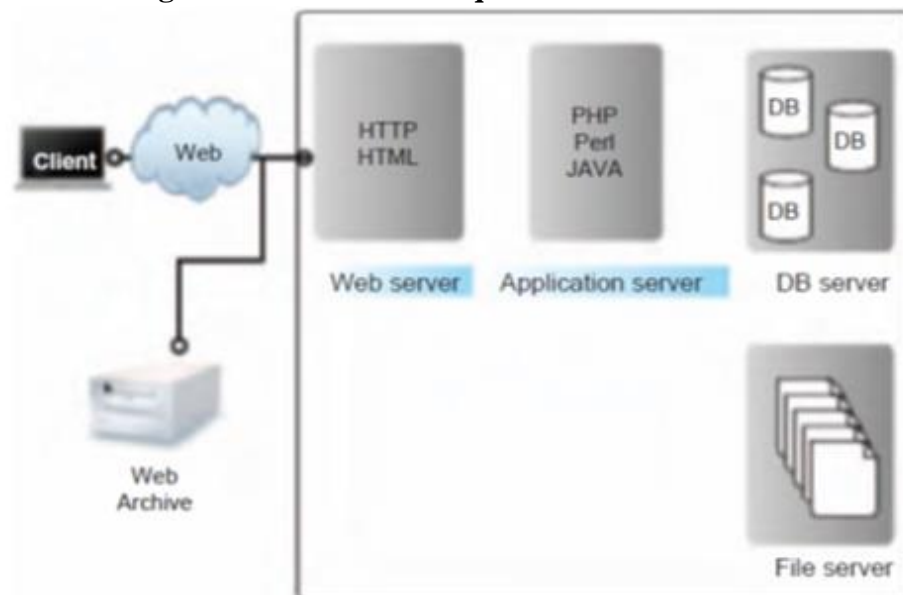 Client
Web
HTTP
HTML
Web server
PHP
Perl
JAVA
Application server
DB
DB
DB
DB server
Web
Archive
File server